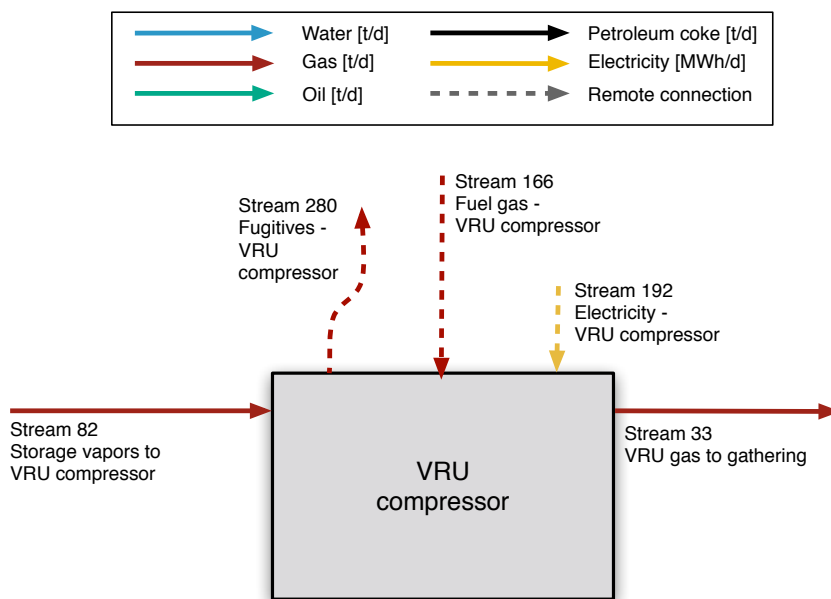 Water [t/d]
Gas [t/d]
Oil [t/d]
Petroleum coke [t/d]
Electricity [MWh/d]
Remote connection
Stream 280
Fugitives -
VRU
compressor
Stream 166
Fuel gas -
VRU compressor
Stream 192
Electricity -
VRU compressor
Stream 82
Storage vapors to
VRU compressor
VRU
compressor
Stream 33
VRU gas to gathering